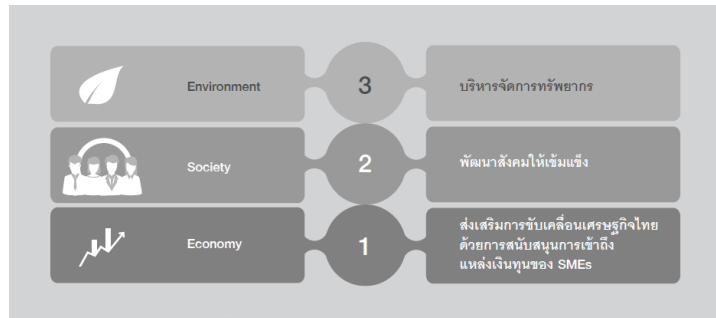 Environment
3
บริหารจัดการทรัพยากร
Society
2
พัฒนาสังคมให้เข้มแข็ง
Economy
1
ส่งเสริมการขับเคลื่อนเศรษฐกิจไทย
ด้วยการสนับสนุนการเข้าถึง
แหล่งเงินทุนของ SMEs